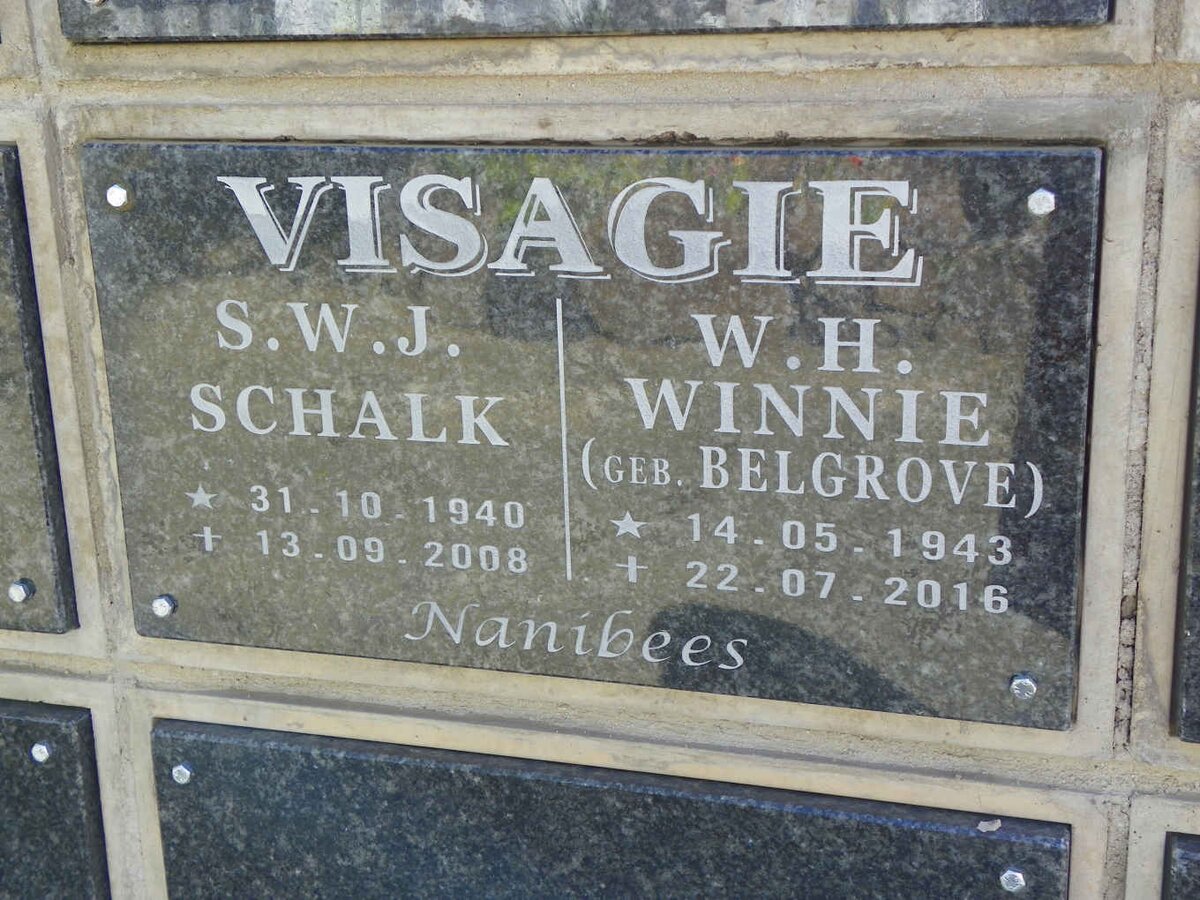 VISAGIE
S.W.J.
SCHALK
★ 31-10-1940
✝ 13-09-2008
W.H.
WINNIE
(GEB. BELGROVE)
★ 14-05-1943
✝ 22-07-2016
Nanibees